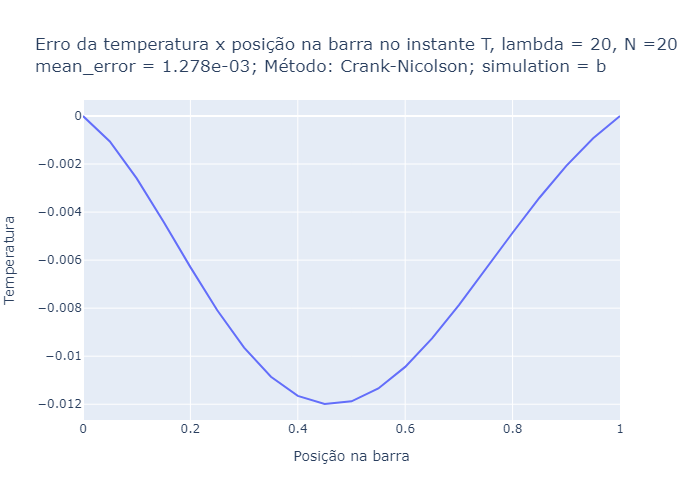 Erro da temperatura x posição na barra no instante T, lambda = 20, N =20
mean_error = 1.278e-03; Método: Crank-Nicolson; simulation = b
0
−0.002
−0.004
−0.006
−0.008
−0.01
−0.012
Temperatura
0 0.2 0.4 0.6 0.8 1
Posição na barra